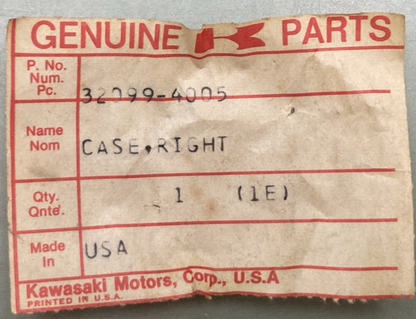 GENUINE PARTS
P. No.
Num.
Pc.
32099-4005
Name
Nom
CASE,RIGHT
Qty.
Qnte'.
1 (1E)
Made
In
USA
Kawasaki Motors, Corp., U.S.A
PRINTED IN U.S.A.